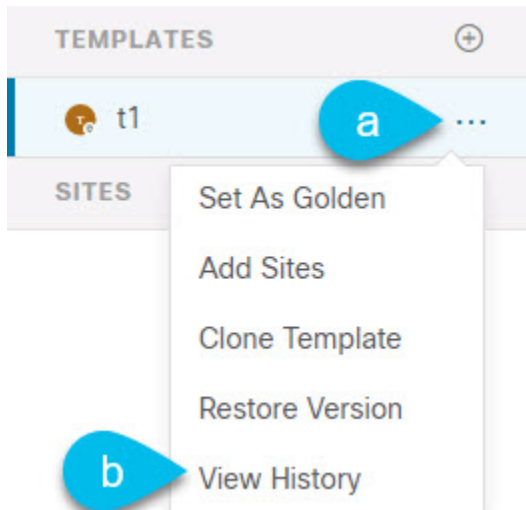 TEMPLATES
T
t1
a
...
SITES
Set As Golden
Add Sites
Clone Template
Restore Version
View History
b